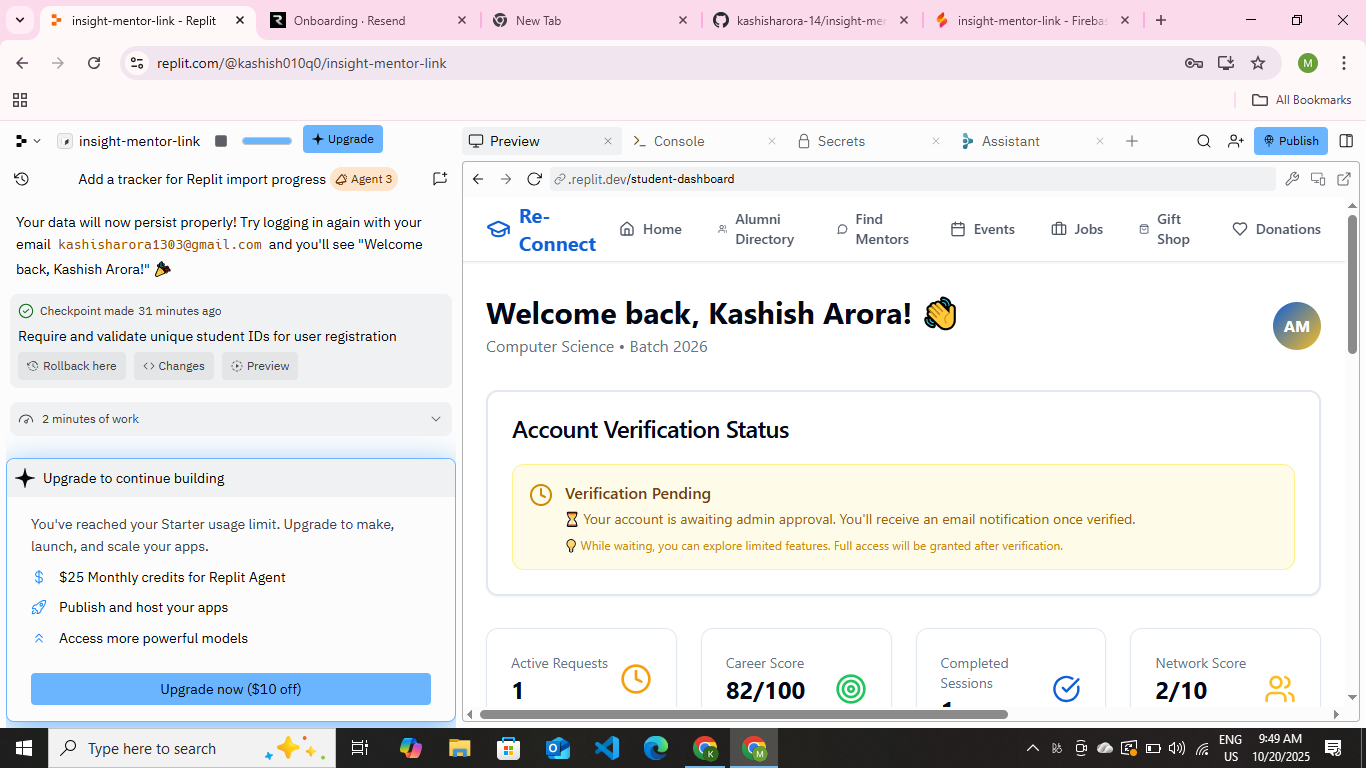 insight-mentor-link - Replit
Onboarding · Resend
New Tab
kashisharora-14/insight-mer
insight-mentor-link - Fireba
replit.com/@kashish010q0/insight-mentor-link
M
All Bookmarks
insight-mentor-link
Upgrade
Preview
Console
Secrets
Assistant
Publish
Add a tracker for Replit import progress
Agent 3
.replit.dev/student-dashboard
Your data will now persist properly! Try logging in again with your
email kashisharora1303@gmail.com and you'll see "Welcome
back, Kashish Arora!" 🎉
Checkpoint made 31 minutes ago
Require and validate unique student IDs for user registration
Rollback here
Changes
Preview
2 minutes of work
Upgrade to continue building
You've reached your Starter usage limit. Upgrade to make,
launch, and scale your apps.
$25 Monthly credits for Replit Agent
Publish and host your apps
Access more powerful models
Upgrade now ($10 off)
Re-
Connect
Home
Alumni
Directory
Find
Mentors
Events
Jobs
Gift
Shop
Donations
Welcome back, Kashish Arora! 👋
Computer Science • Batch 2026
AM
Account Verification Status
Verification Pending
⏳ Your account is awaiting admin approval. You'll receive an email notification once verified.
💡 While waiting, you can explore limited features. Full access will be granted after verification.
Active Requests
1
Career Score
82/100
Completed
Sessions
Network Score
2/10
Type here to search
K
M
ENG
US
9:49 AM
10/20/2025